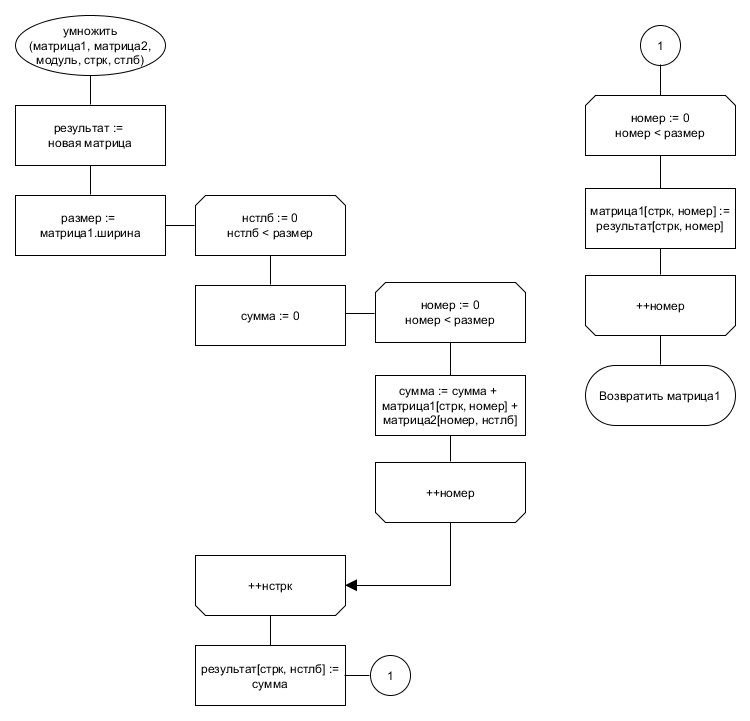 умножить
(матрица1, матрица2,
модуль, стрк, стлб)
результат :=
новая матрица
размер :=
матрица1.ширина
нстлб := 0
нстлб < размер
сумма := 0
номер := 0
номер < размер
сумма := сумма +
матрица1[стрк, номер] +
матрица2[номер, нстлб]
++номер
++нстрк
результат[стрк, нстлб] :=
сумма
1
1
номер := 0
номер < размер
матрица1[стрк, номер] :=
результат[стрк, номер]
++номер
Возвратить матрица1